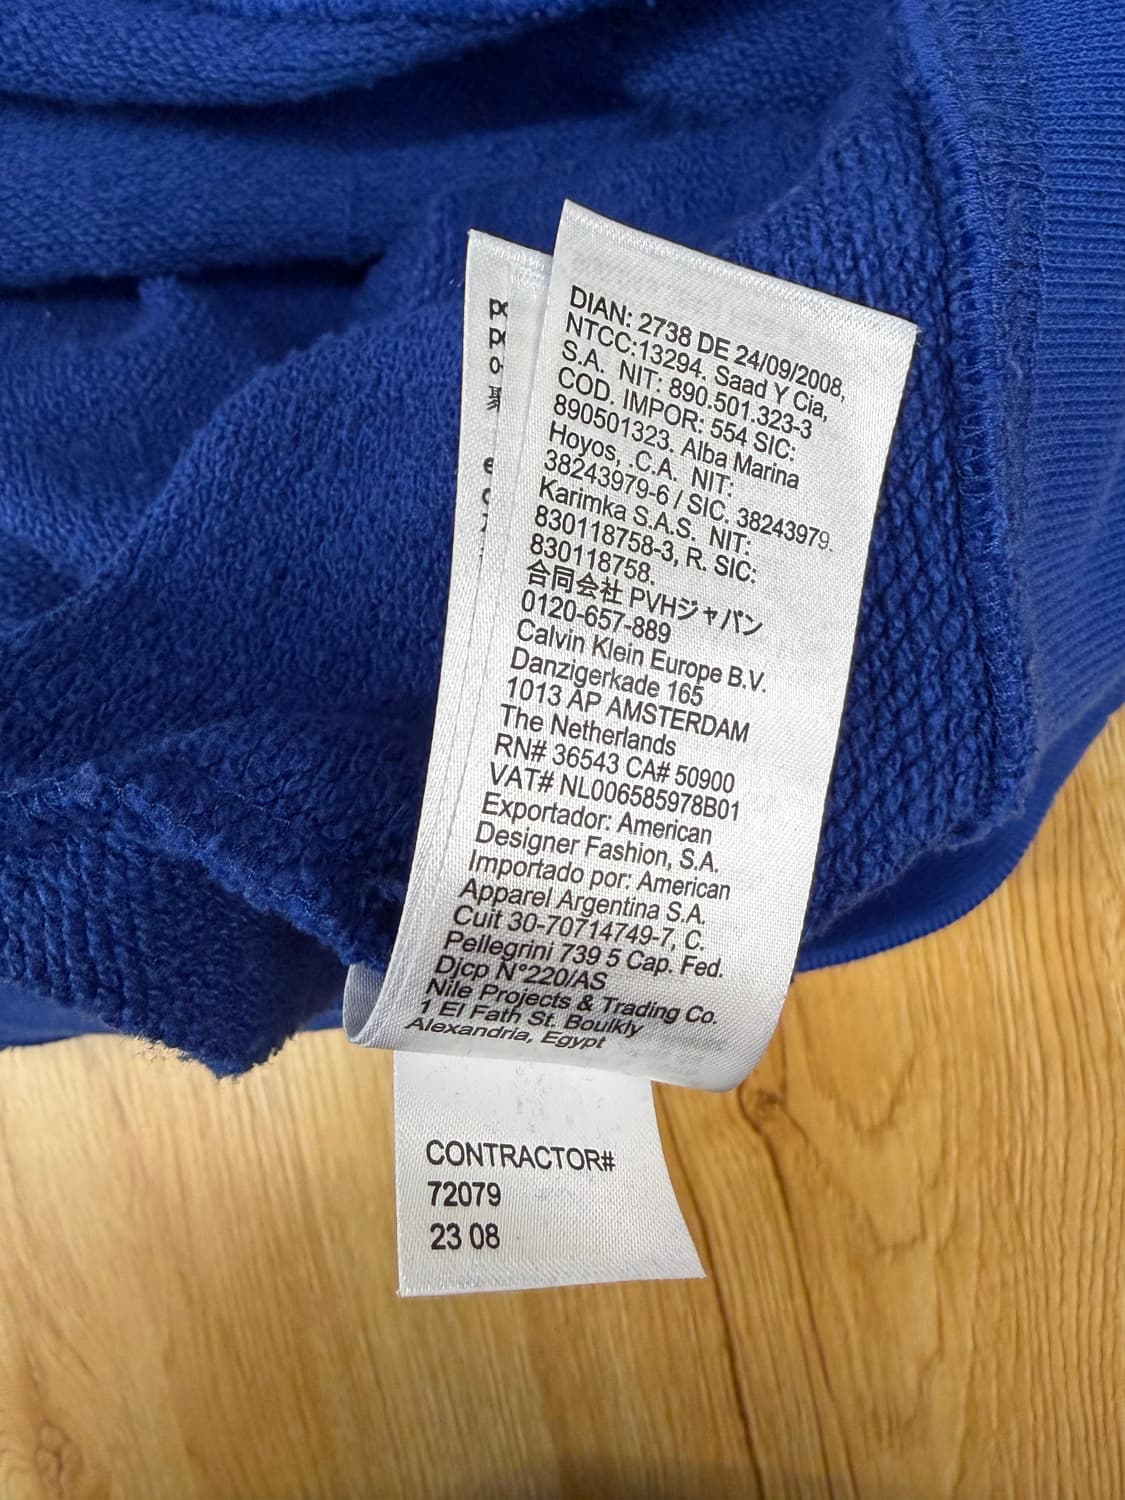 DIAN: 2738 DE 24/09/2008,
NTCC:13294. Saad Y Cia,
S.A. NIT: 890.501.323-3
COD. IMPOR: 554 SIC:
890501323. Alba Marina
Hoyos, .C.A. NIT:
38243979-6 / SIC. 38243979.
Karimka S.A.S. NIT:
830118758-3, R. SIC:
830118758.
合同会社 PVHジャパン
0120-657-889
Calvin Klein Europe B.V.
Danzigerkade 165
1013 AP AMSTERDAM
The Netherlands
RN# 36543 CA# 50900
VAT# NL006585978B01
Exportador: American
Designer Fashion, S.A.
Importado por: American
Apparel Argentina S.A.
Cuit 30-70714749-7, C.
Pellegrini 739 5 Cap. Fed.
Djcp N°220/AS
Nile Projects & Trading Co.
1 El Fath St. Boulkly
Alexandria, Egypt
CONTRACTOR#
72079
23 08